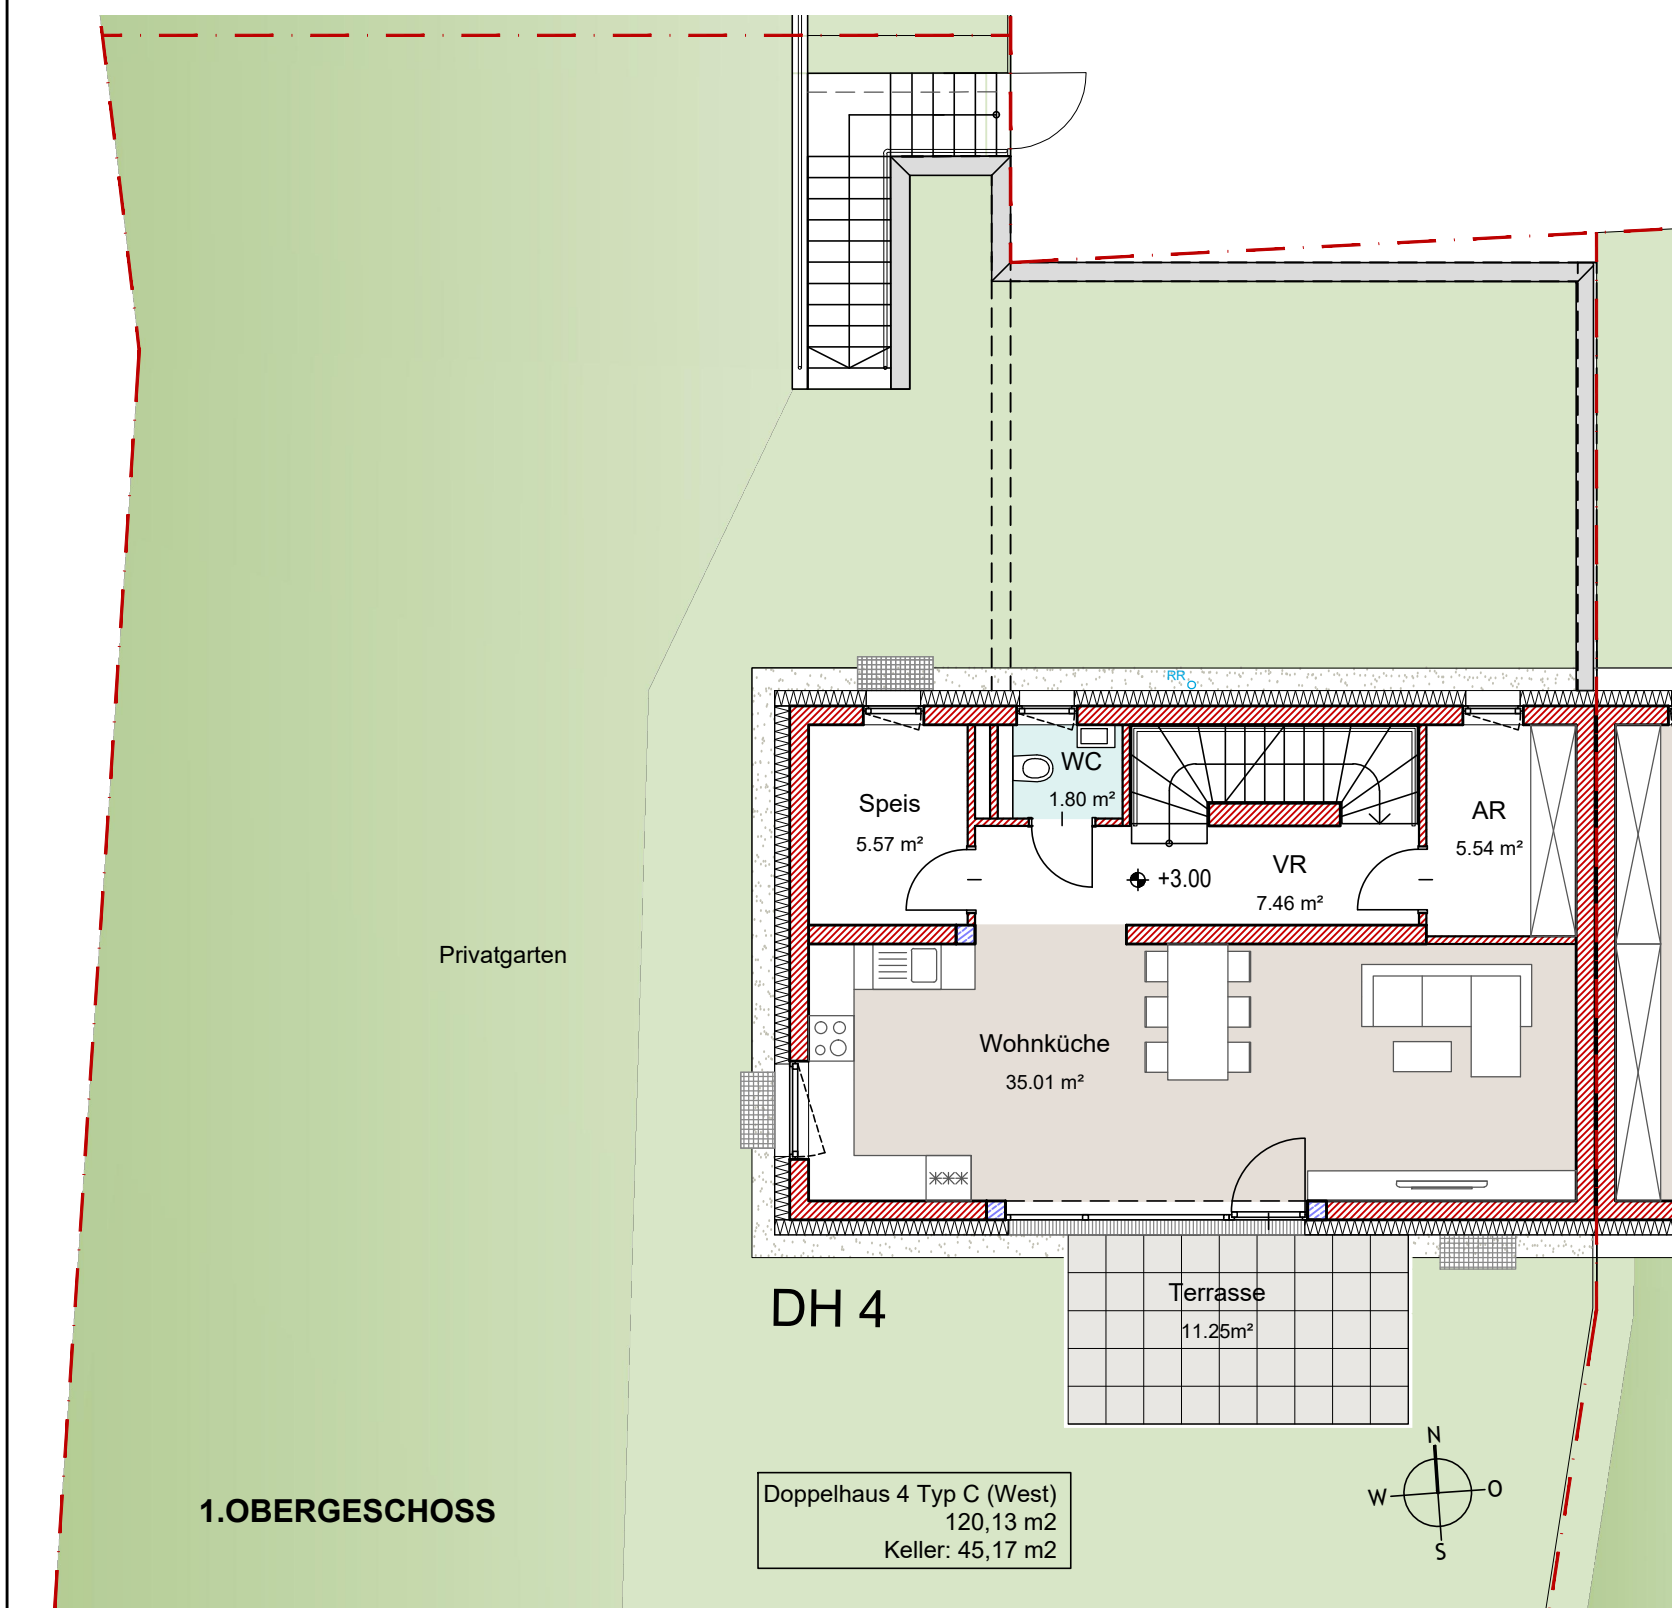 RR
WC
1.80 m²
Speis
5.57 m²
AR
5.54 m²
VR
7.46 m²
+3.00
Privatgarten
Wohnküche
35.01 m²
Terrasse
11.25m²
DH 4
N
W
O
S
1.OBERGESCHOSS
Doppelhaus 4 Typ C (West)
120,13 m2
Keller: 45,17 m2